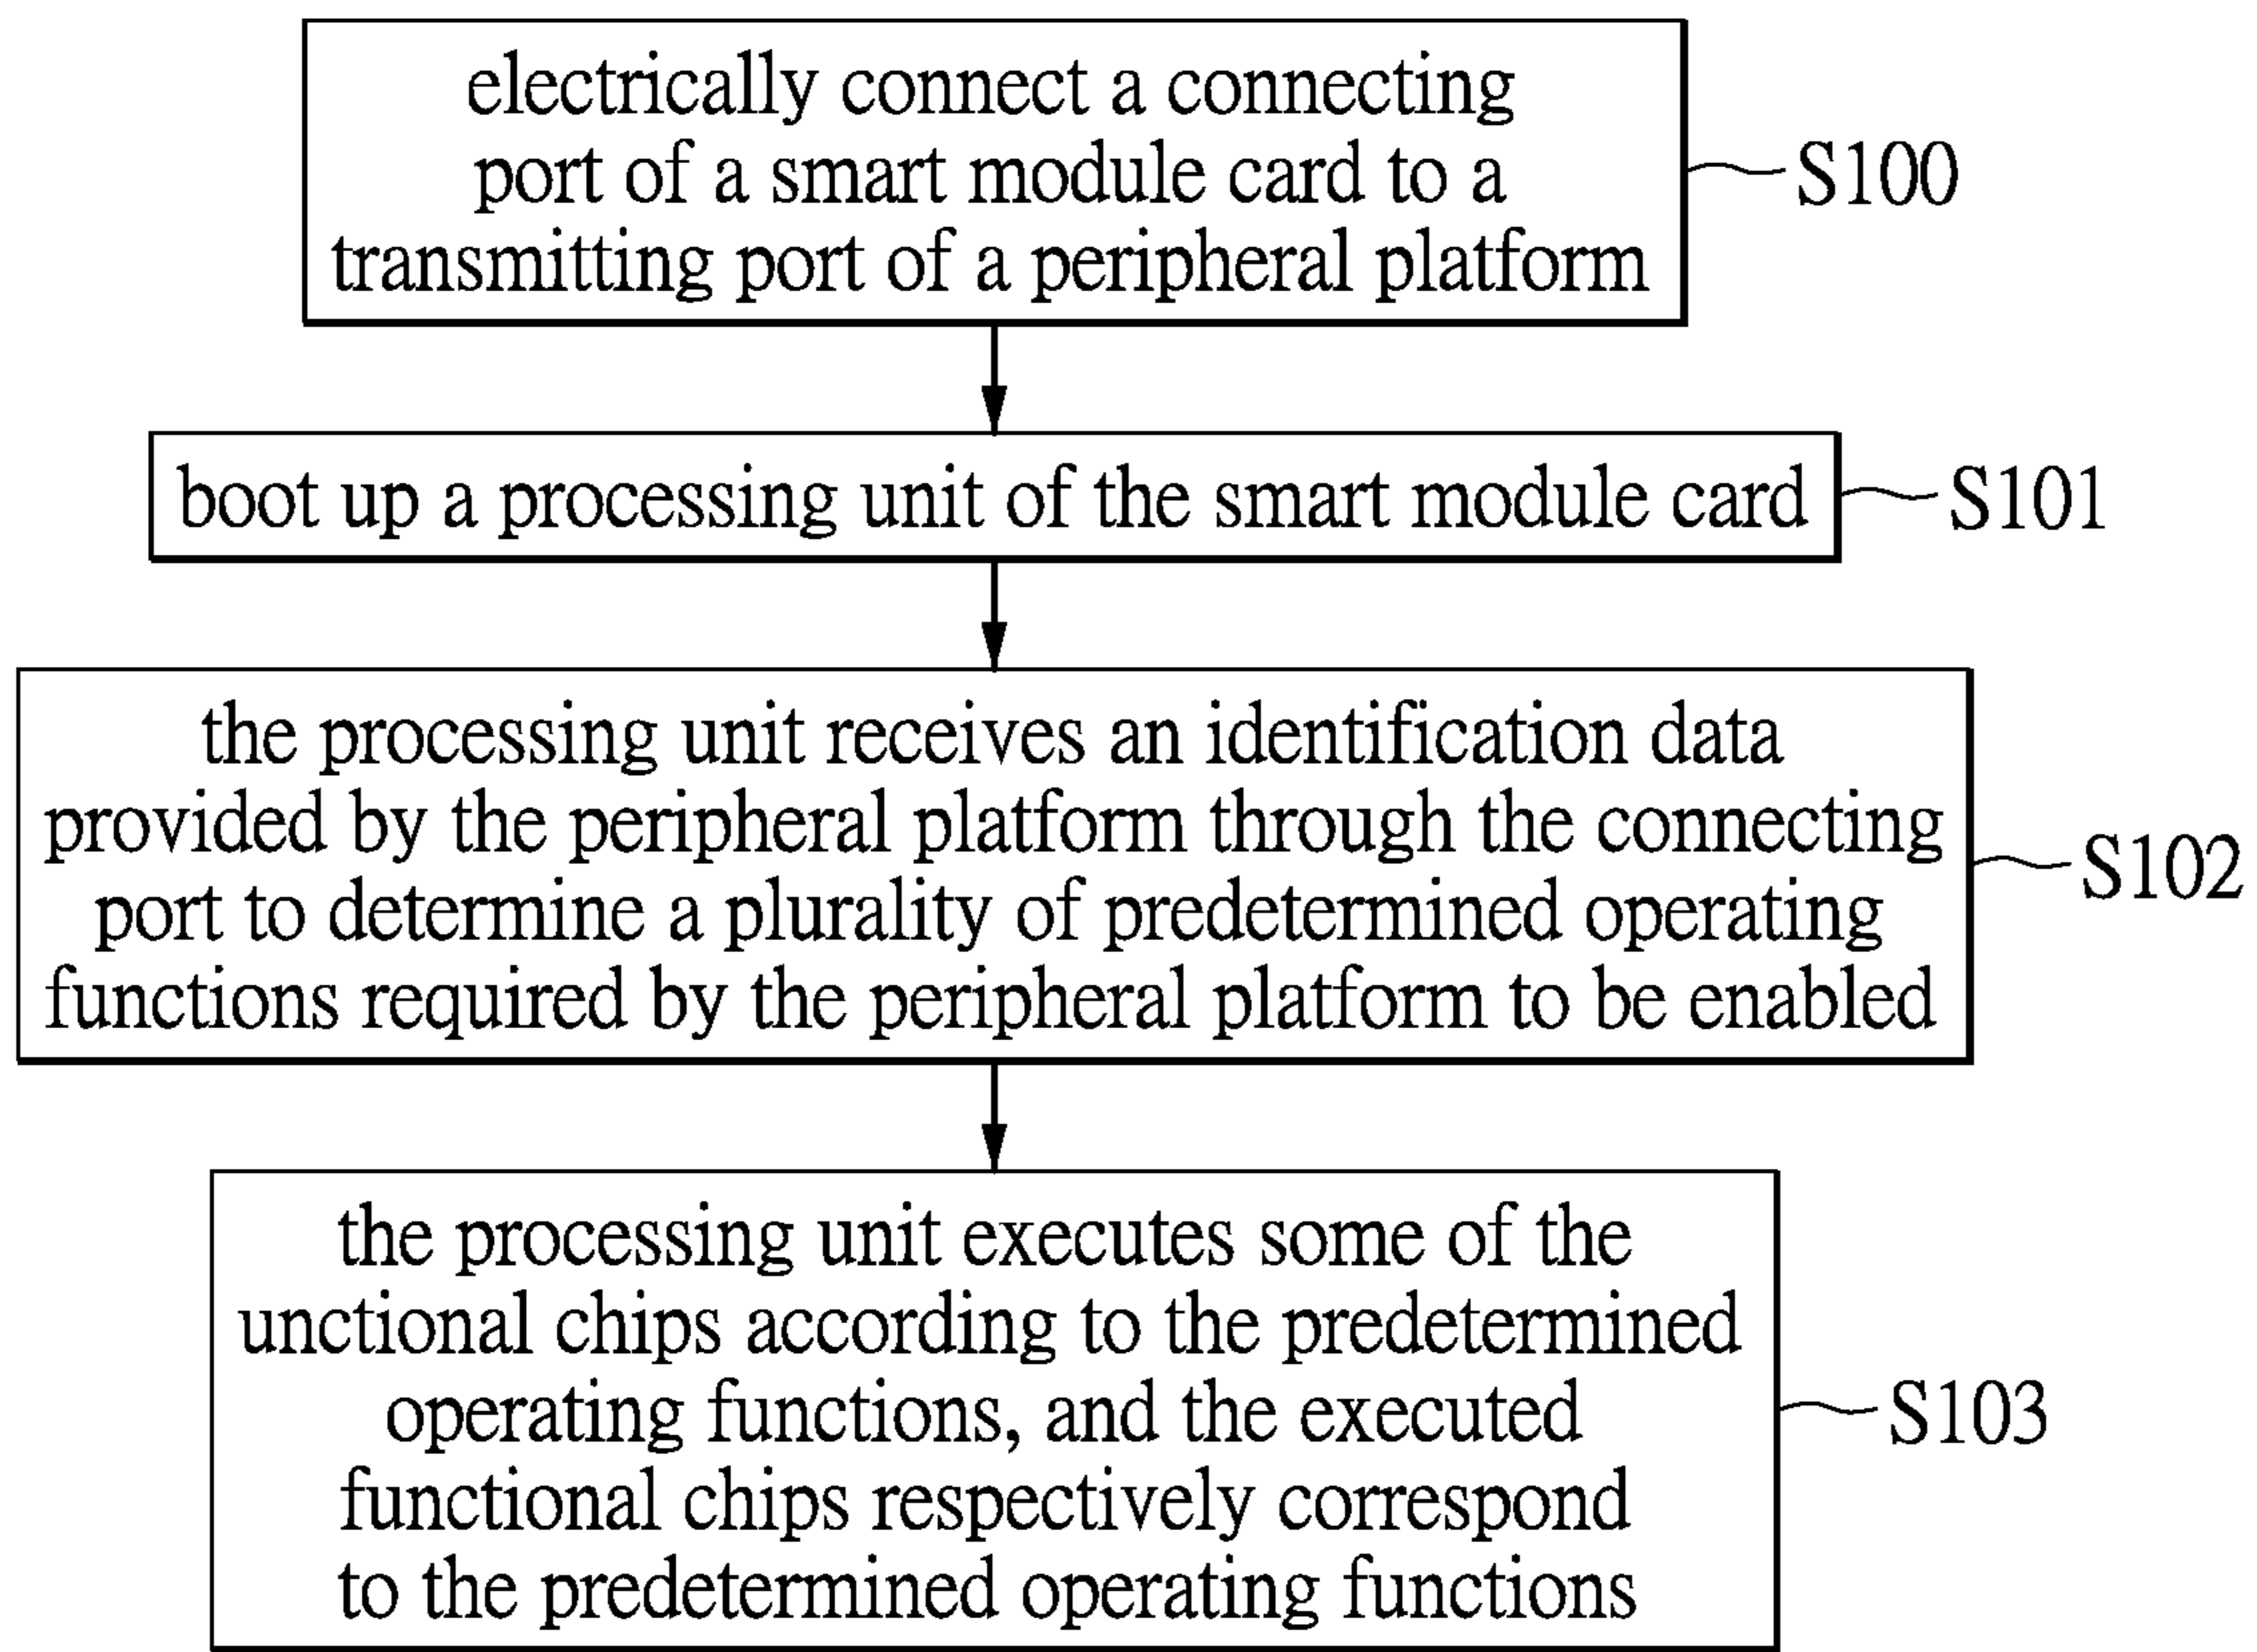 electrically connect a connecting
port of a smart module card to a
transmitting port of a peripheral platform
S100
boot up a processing unit of the smart module card
S101
the processing unit receives an identification data
provided by the peripheral platform through the connecting
port to determine a plurality of predetermined operating
functions required by the peripheral platform to be enabled
S102
the processing unit executes some of the
unctional chips according to the predetermined
operating functions, and the executed
functional chips respectively correspond
to the predetermined operating functions
S103